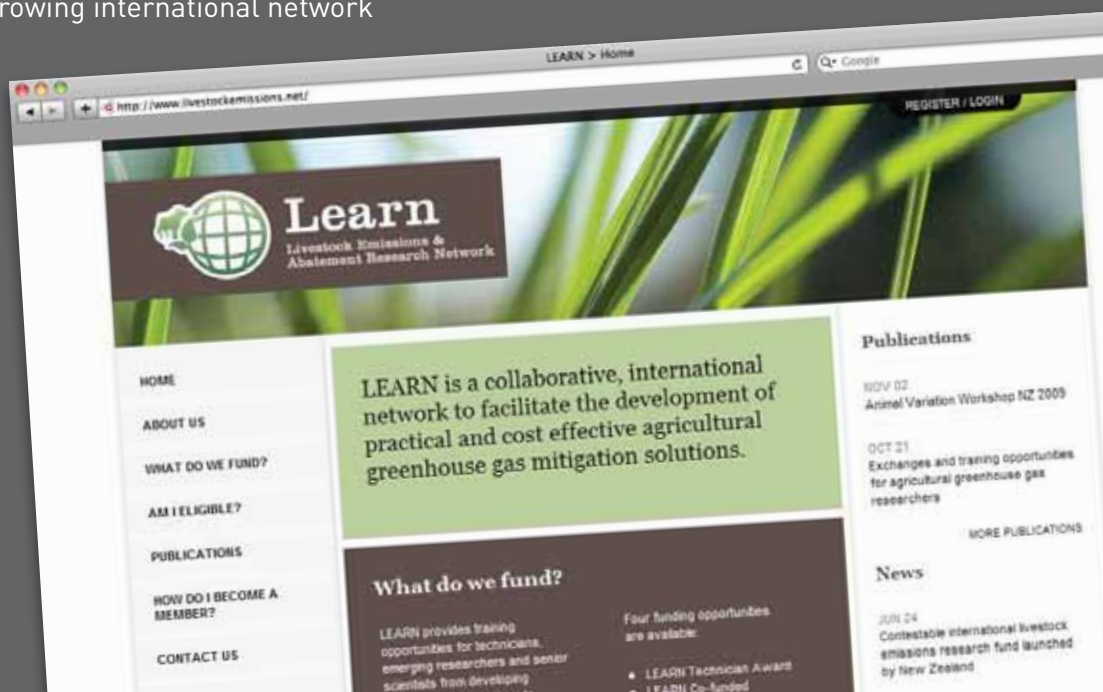 rowing international network
LEARN > Home
http://www.livestockemissions.net/
Google
REGISTER / LOGIN
Learn
Livestock Emissions &
Abatement Research Network
HOME
ABOUT US
WHAT DO WE FUND?
AM I ELIGIBLE?
PUBLICATIONS
HOW DO I BECOME A
MEMBER?
CONTACT US
LEARN is a collaborative, international
network to facilitate the development of
practical and cost effective agricultural
greenhouse gas mitigation solutions.
What do we fund?
LEARN provides training
opportunities for technicians,
emerging researchers and senior
scientists from developing
Four funding opportunities
are available:
LEARN Technician Award
LEARN Co-funded
Publications
NOV 02
Animal Variation Workshop NZ 2009
OCT 21
Exchanges and training opportunities
for agricultural greenhouse gas
researchers
MORE PUBLICATIONS
News
JUN 24
Contestable international livestock
emissions research fund launched
by New Zealand